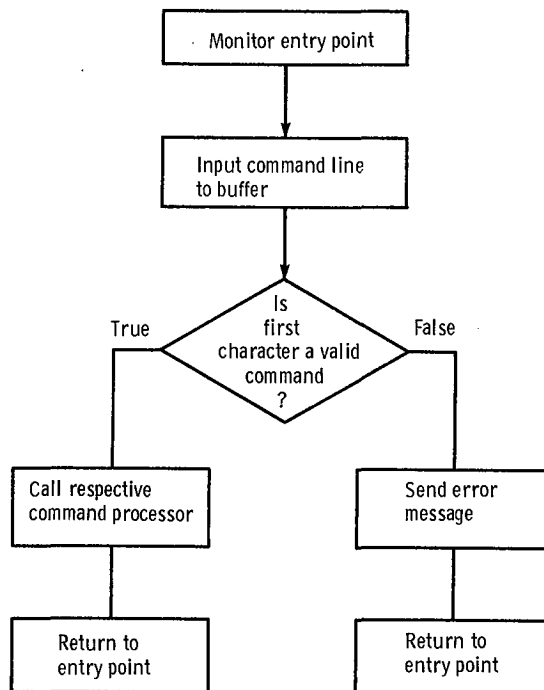 Monitor entry point
Input command line
to buffer
Is
first
character a valid
command
?
True
False
Call respective
command processor
Send error
message
Return to
entry point
Return to
entry point